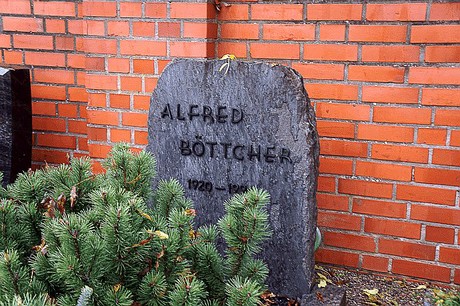 ALFRED
BÖTTCHER
1920 –